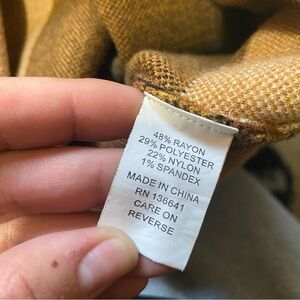 48% RAYON
29% POLYESTER
22% NYLON
1% SPANDEX
MADE IN CHINA
RN 136641
CARE ON
REVERSE